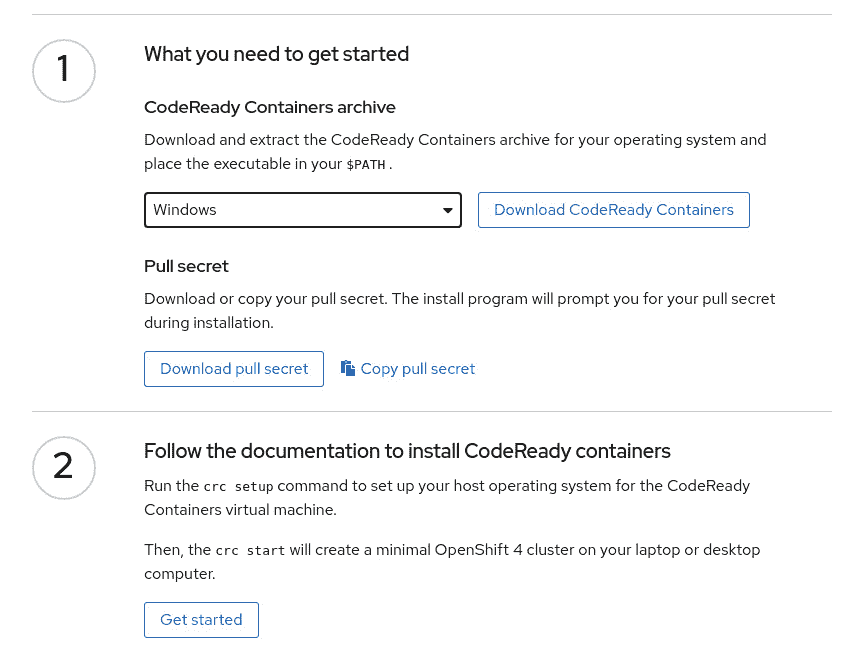 1
What you need to get started
CodeReady Containers archive
Download and extract the CodeReady Containers archive for your operating system and
place the executable in your $PATH .
Windows
Download CodeReady Containers
Pull secret
Download or copy your pull secret. The install program will prompt you for your pull secret
during installation.
Download pull secret
Copy pull secret
2
Follow the documentation to install CodeReady containers
Run the crc setup command to set up your host operating system for the CodeReady
Containers virtual machine.
Then, the crc start will create a minimal OpenShift 4 cluster on your laptop or desktop
computer.
Get started